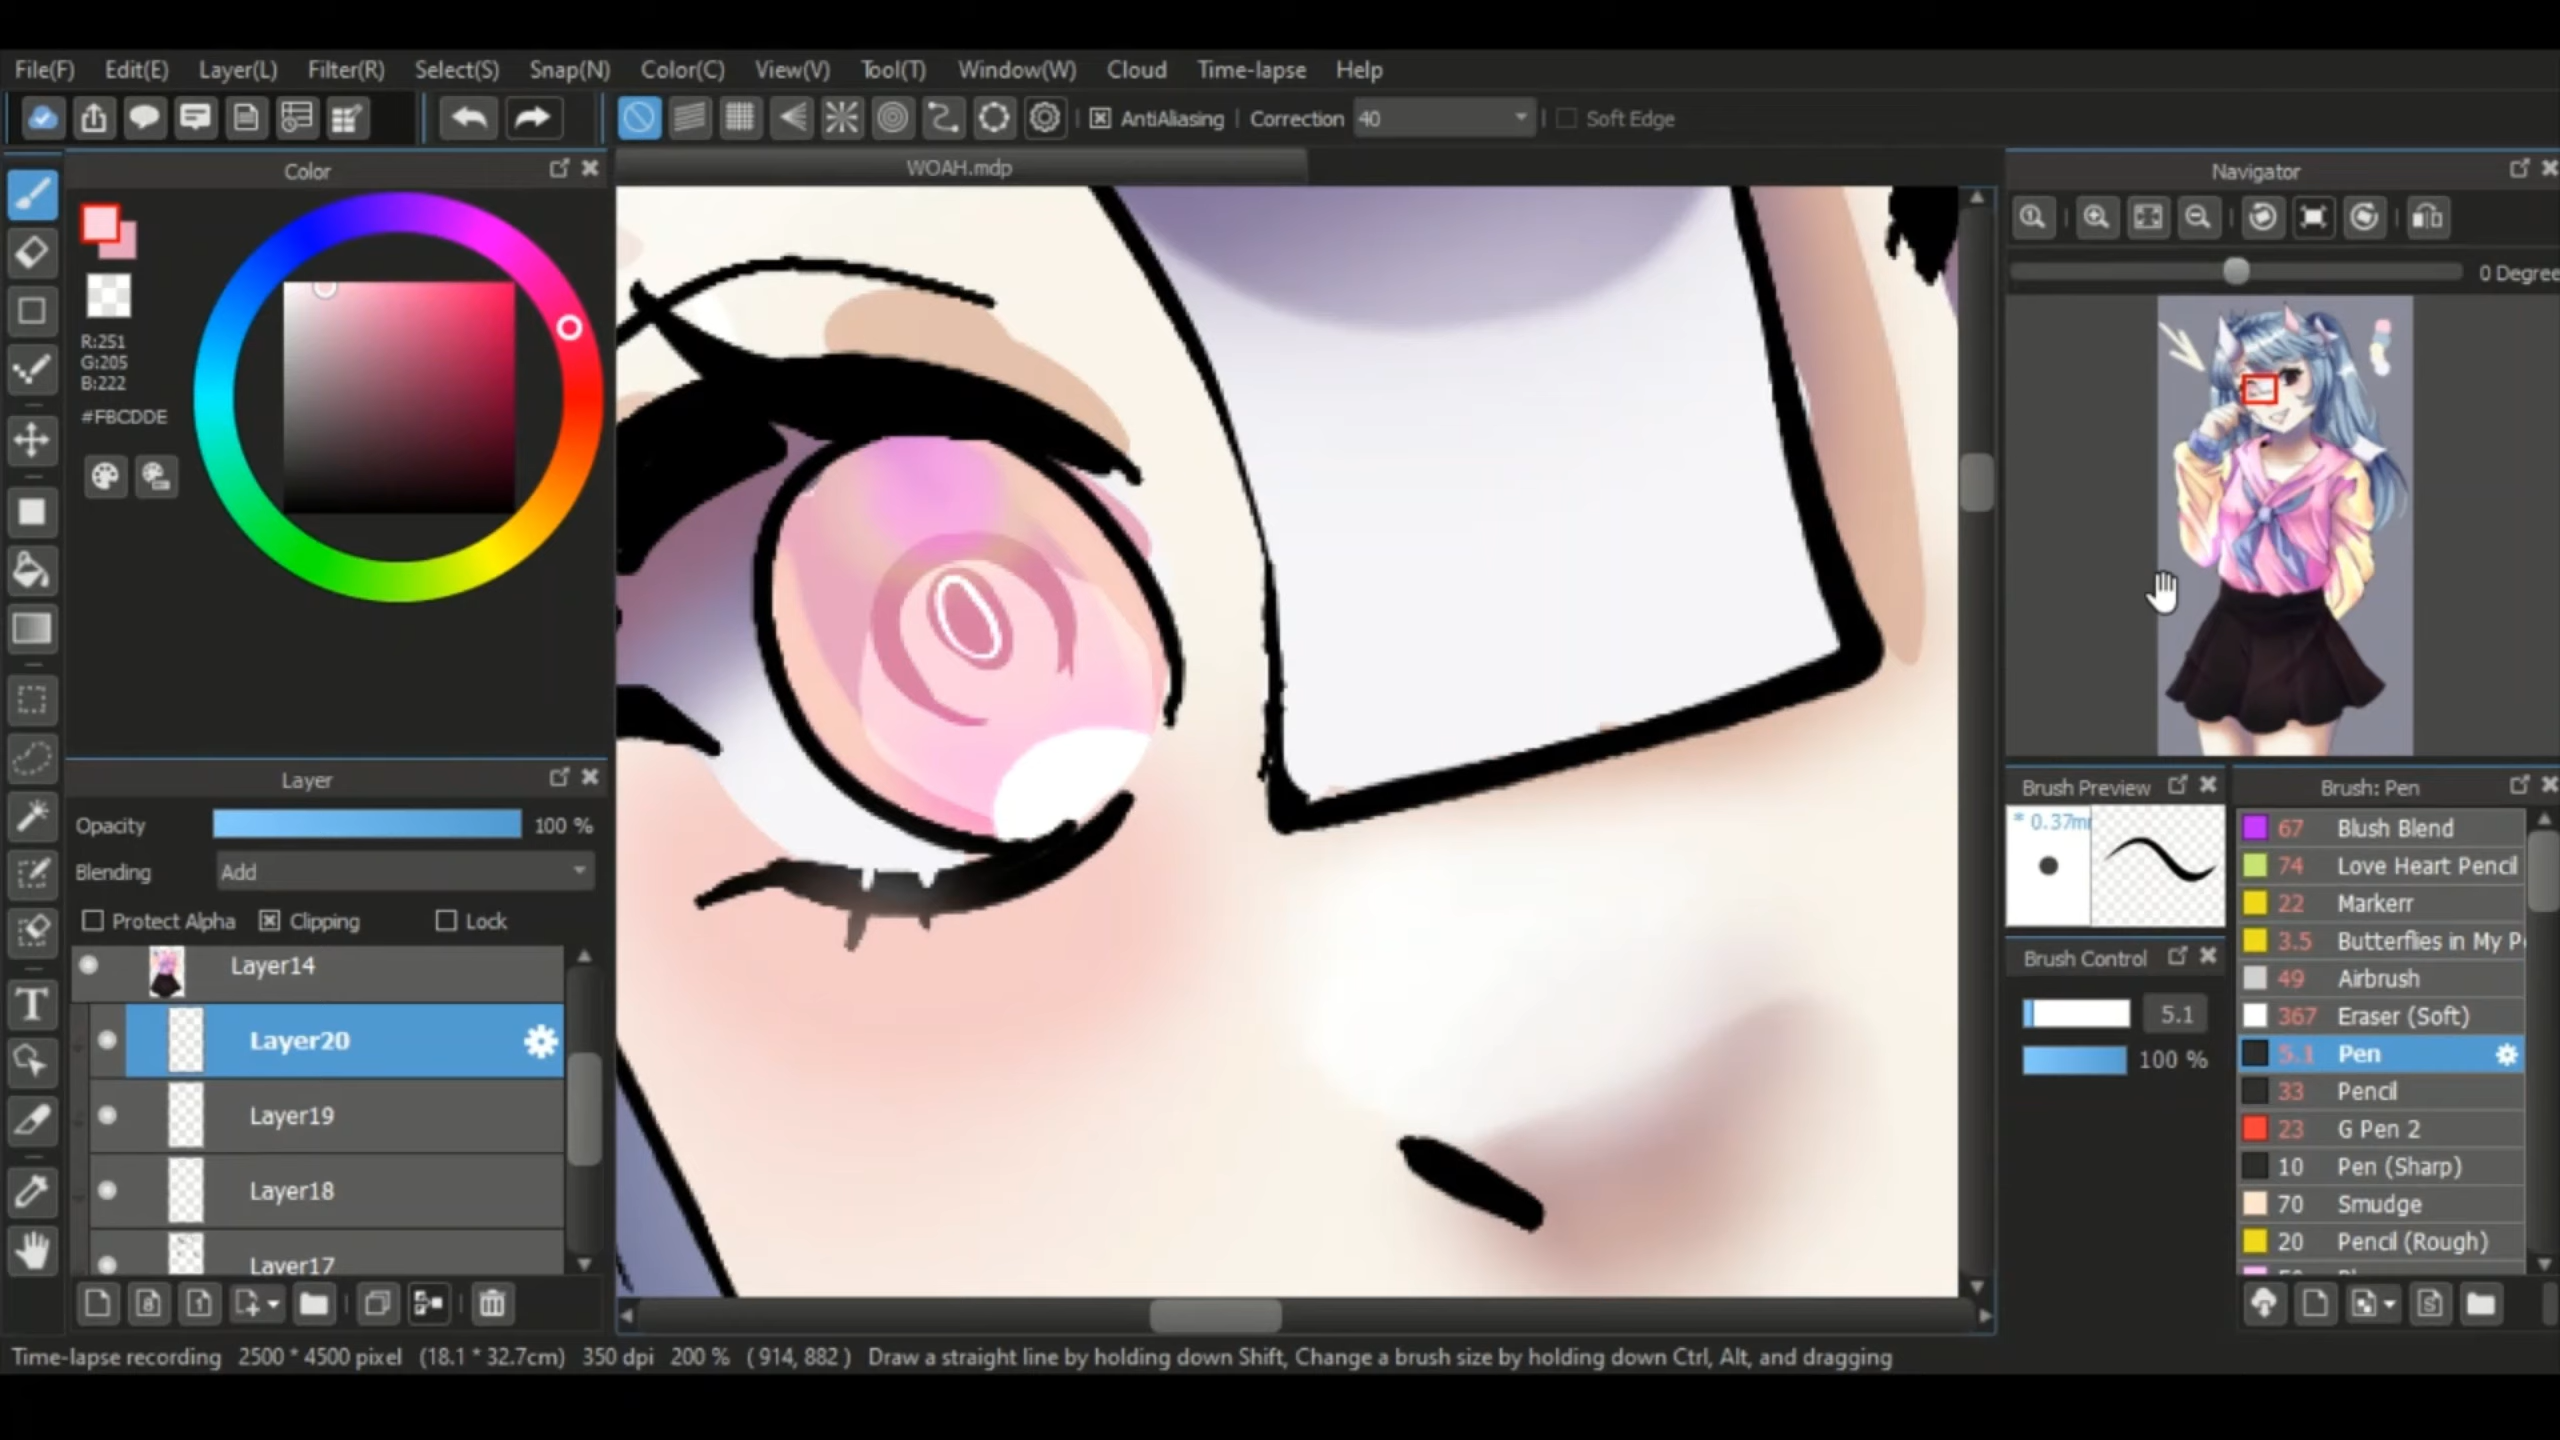 File(F) Edit(E) Layer(L) Filter(R) Select(S) Snap(N) Color(C) View(V) Tool(T) Window(W) Cloud Time-lapse Help
AntiAliasing Correction 40 Soft Edge
Color
WOAH.mdp
Navigator
0 Degree
R:251
G:205
B:222
#FBCDDE
Layer
Opacity 100 %
Blending Add
Protect Alpha Clipping Lock
Layer14
Layer20
Layer19
Layer18
Layer17
Brush Preview
* 0.37m
Brush Control
5.1
100 %
Brush: Pen
67 Blush Blend
74 Love Heart Pencil
22 Markerr
3.5 Butterflies in My P
49 Airbrush
367 Eraser (Soft)
5.1 Pen
33 Pencil
23 G Pen 2
10 Pen (Sharp)
70 Smudge
20 Pencil (Rough)
Time-lapse recording 2500 * 4500 pixel (18.1 * 32.7cm) 350 dpi 200 % ( 914, 882 ) Draw a straight line by holding down Shift, Change a brush size by holding down Ctrl, Alt, and dragging